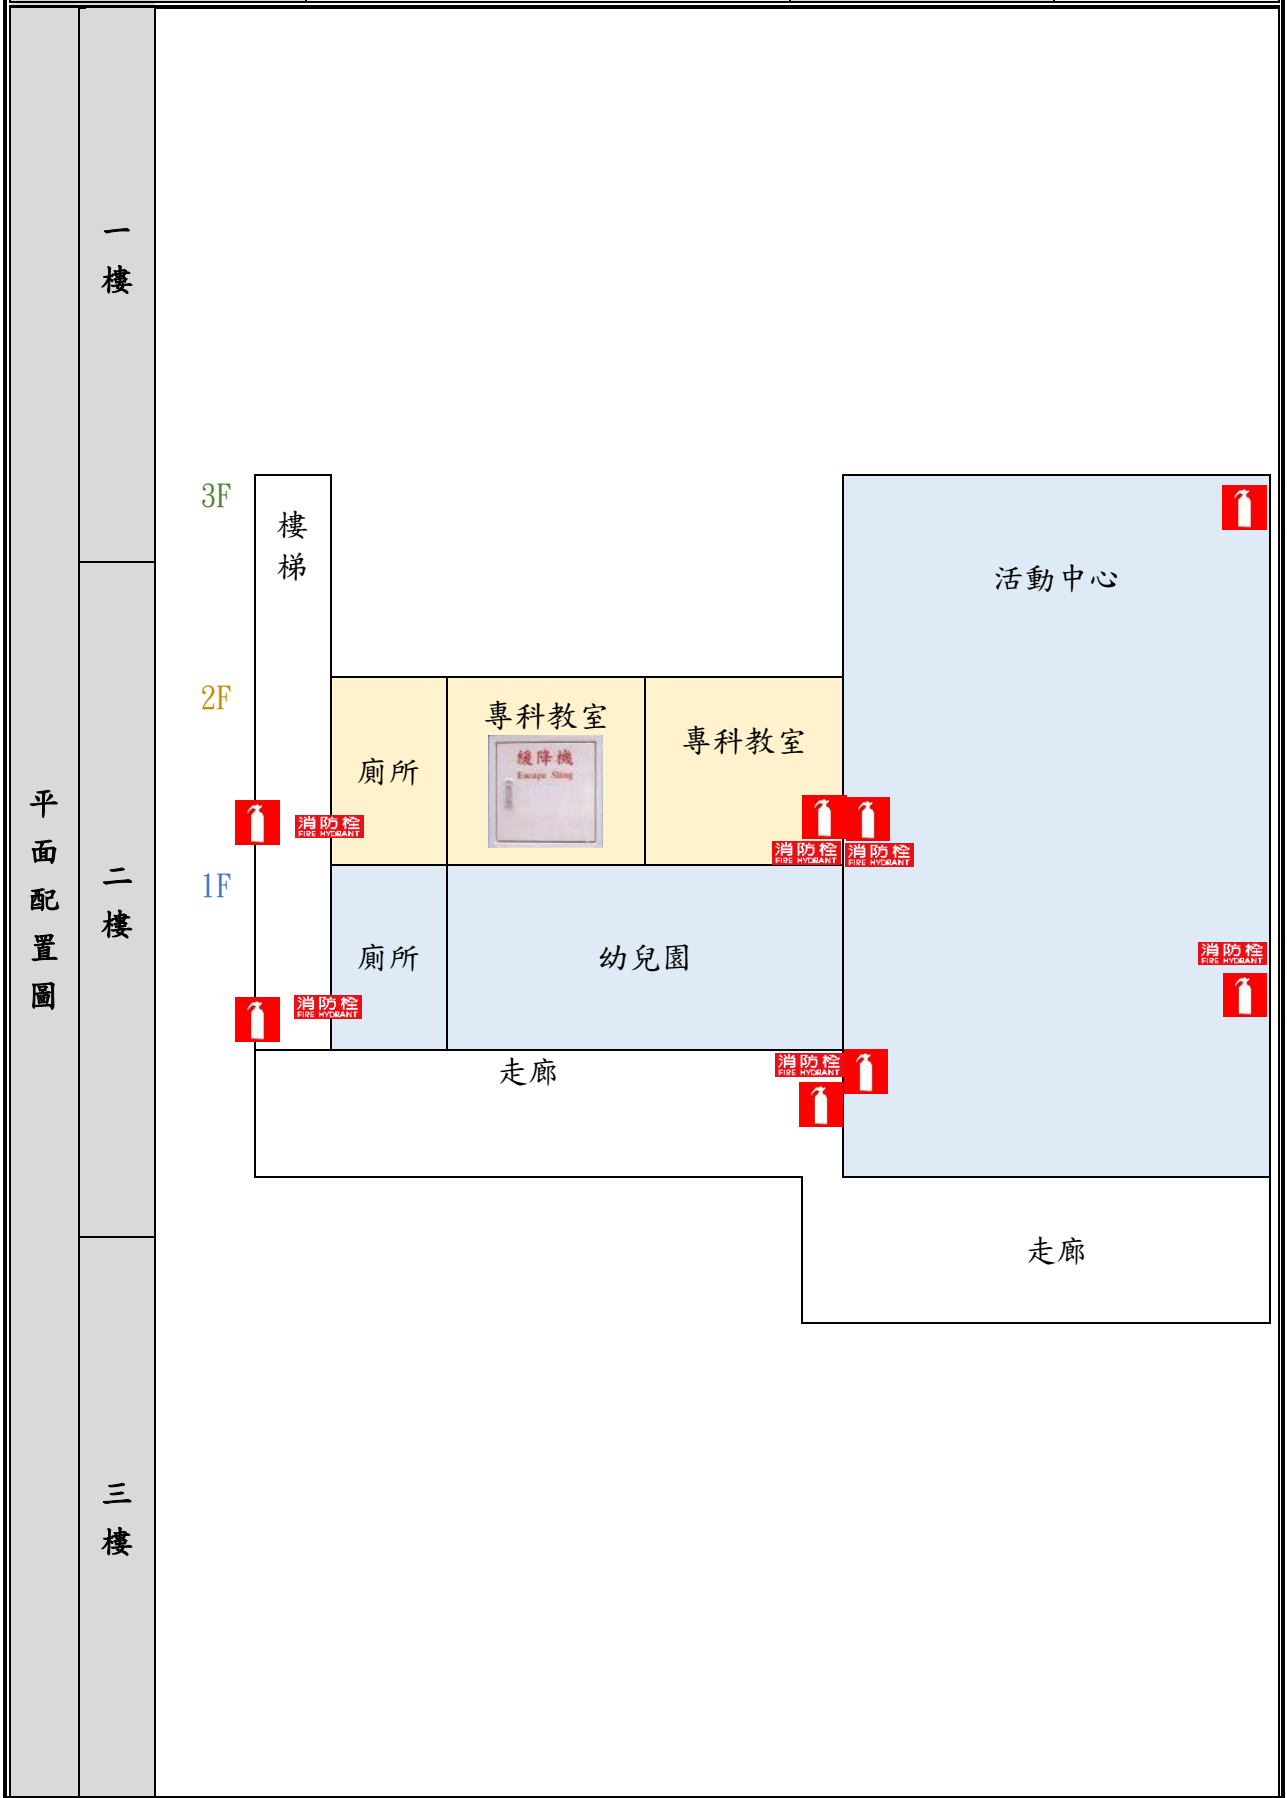 平面配置圖
一樓
二樓
三樓
3F
樓梯
活動中心
2F
廁所
專科教室
緩降機
Escape Sling
專科教室
消防栓
FIRE HYDRANT
消防栓
FIRE HYDRANT
消防栓
FIRE HYDRANT
1F
廁所
幼兒園
消防栓
FIRE HYDRANT
消防栓
FIRE HYDRANT
走廊
消防栓
FIRE HYDRANT
走廊